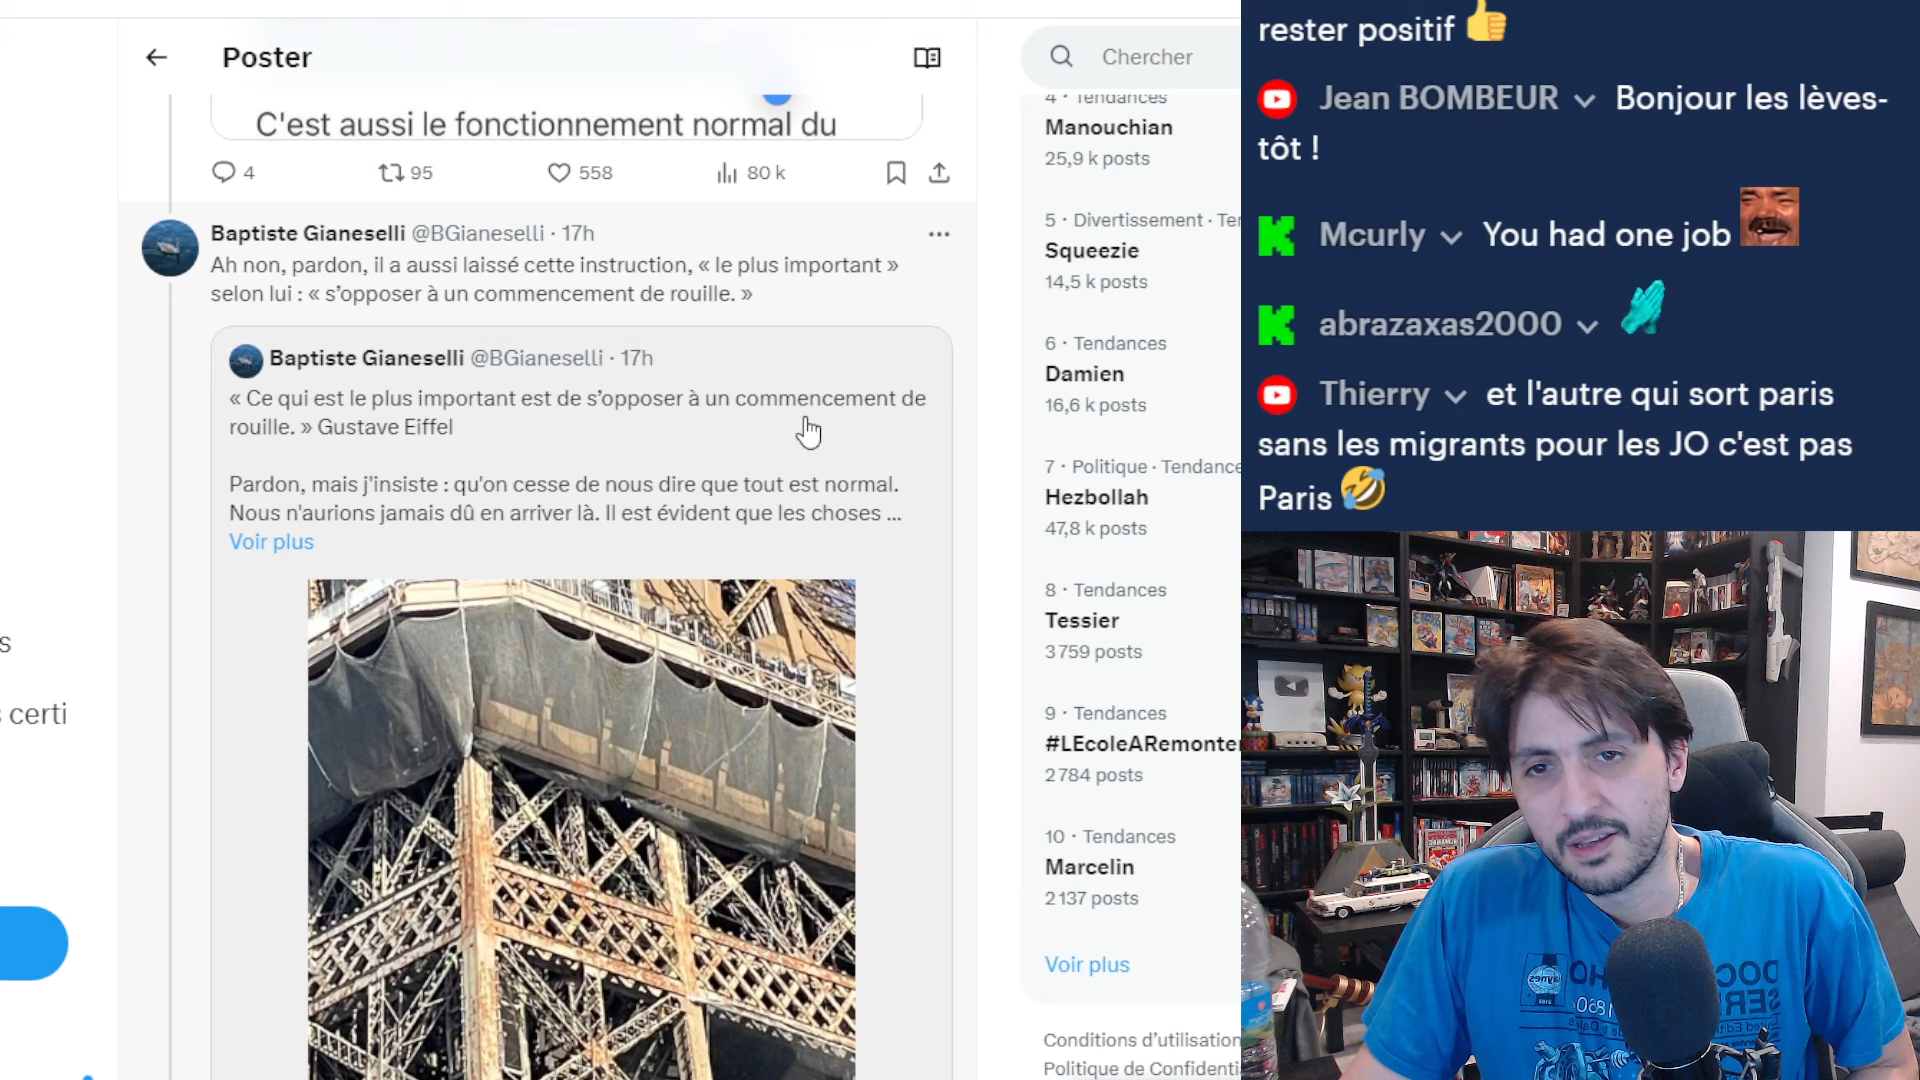 Poster
C'est aussi le fonctionnement normal du
4 95 558 80 k
Baptiste Gianeselli @BGianeselli · 17h
Ah non, pardon, il a aussi laissé cette instruction, « le plus important »
selon lui : « s’opposer à un commencement de rouille. »
Baptiste Gianeselli @BGianeselli · 17h
« Ce qui est le plus important est de s’opposer à un commencement de
rouille. » Gustave Eiffel
Pardon, mais j'insiste : qu'on cesse de nous dire que tout est normal.
Nous n'aurions jamais dû en arriver là. Il est évident que les choses ...
Voir plus
s
certi
Chercher
4 · Tendances
Manouchian
25,9 k posts
5 · Divertissement · Ter
Squeezie
14,5 k posts
6 · Tendances
Damien
16,6 k posts
7 · Politique · Tendance
Hezbollah
47,8 k posts
8 · Tendances
Tessier
3 759 posts
9 · Tendances
#LEcoleARemonte
2 784 posts
10 · Tendances
Marcelin
2 137 posts
Voir plus
Conditions d’utilisation
Politique de Confidenti
rester positif
Jean BOMBEUR Bonjour les lèves-
tôt !
Mcurly You had one job
abrazaxas2000
Thierry et l'autre qui sort paris
sans les migrants pour les JO c'est pas
Paris